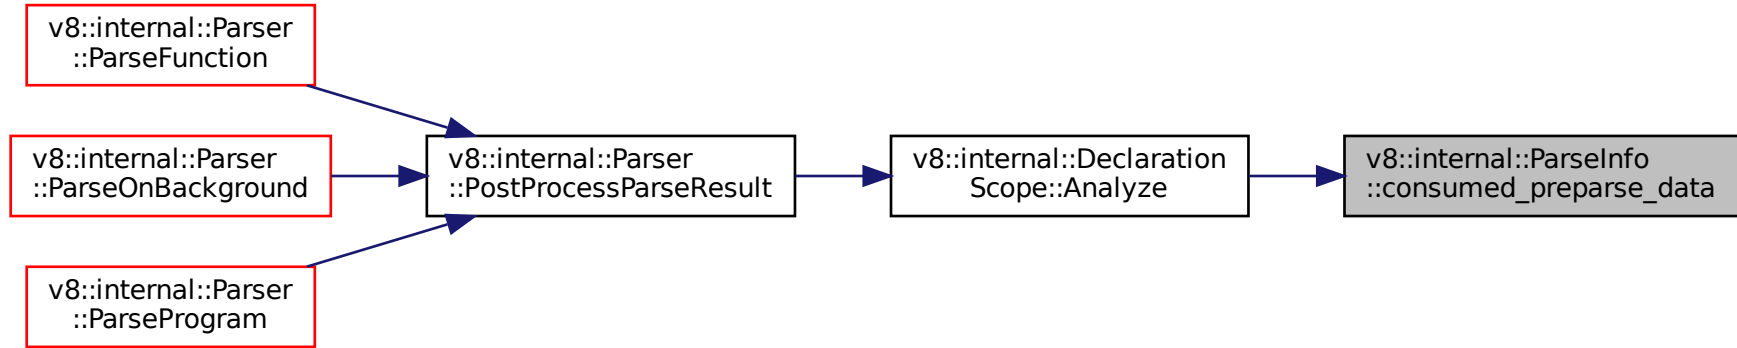 v8::internal::Parser
::ParseFunction
v8::internal::Parser
::ParseOnBackground
v8::internal::Parser
::ParseProgram
v8::internal::Parser
::PostProcessParseResult
v8::internal::Declaration
Scope::Analyze
v8::internal::ParseInfo
::consumed_preparse_data